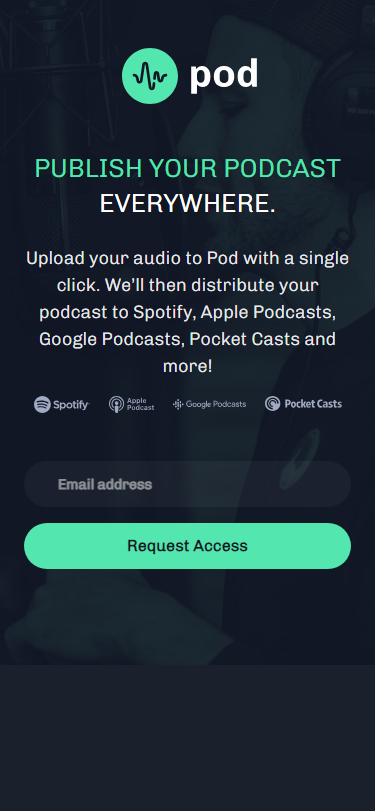 pod
PUBLISH YOUR PODCAST
EVERYWHERE.
Upload your audio to Pod with a single
click. We’ll then distribute your
podcast to Spotify, Apple Podcasts,
Google Podcasts, Pocket Casts and
more!
Spotify Apple Podcast Google Podcasts Pocket Casts
Email address
Request Access